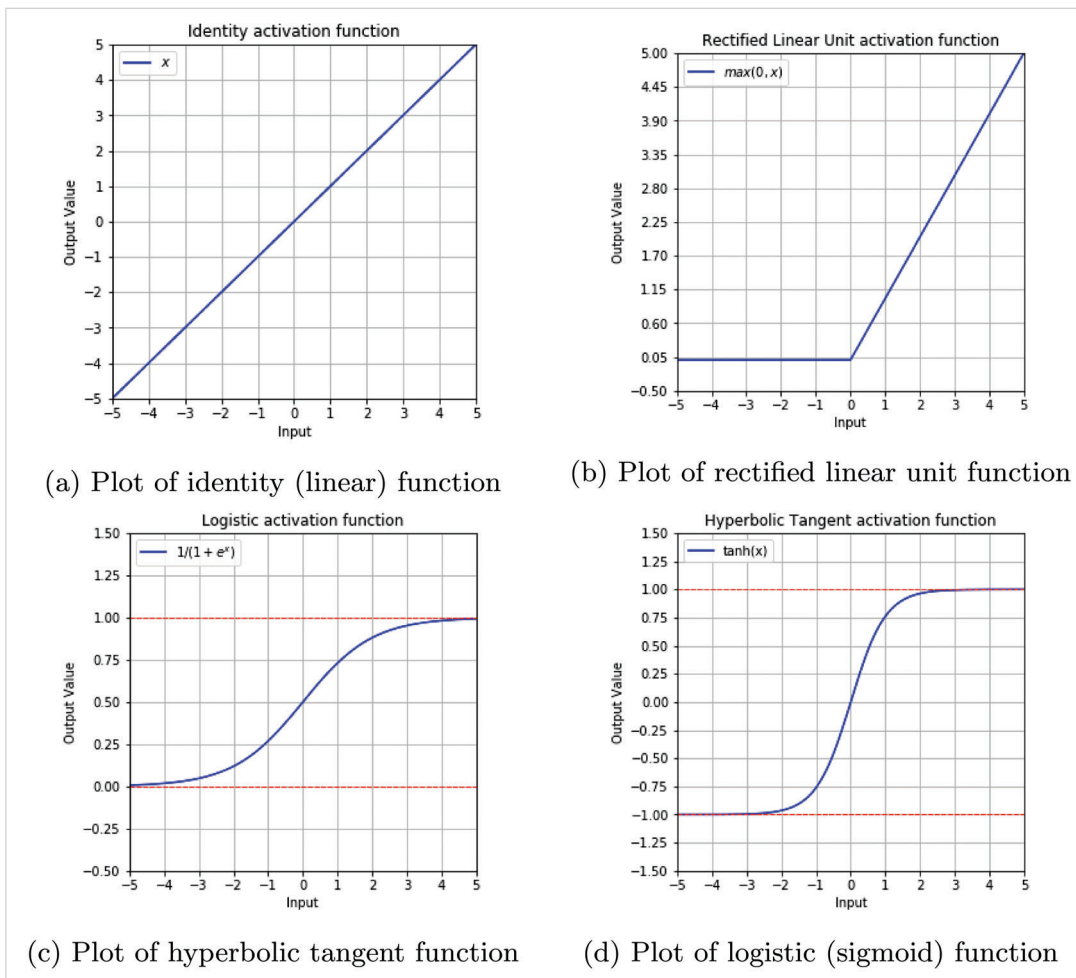 Identity activation function
x
5
4
3
2
1
0
−1
−2
−3
−4
−5
Output Value
−5 −4 −3 −2 −1 0 1 2 3 4 5
Input
(a) Plot of identity (linear) function
Rectified Linear Unit activation function
max(0, x)
5.00
4.45
3.90
3.35
2.80
2.25
1.70
1.15
0.60
0.05
−0.50
Output Value
−5 −4 −3 −2 −1 0 1 2 3 4 5
Input
(b) Plot of rectified linear unit function
Logistic activation function
1/(1 + eˣ)
1.50
1.25
1.00
0.75
0.50
0.25
0.00
−0.25
−0.50
Output Value
−5 −4 −3 −2 −1 0 1 2 3 4 5
Input
(c) Plot of hyperbolic tangent function
Hyperbolic Tangent activation function
tanh(x)
1.50
1.25
1.00
0.75
0.50
0.25
0.00
−0.25
−0.50
−0.75
−1.00
−1.25
−1.50
Output Value
−5 −4 −3 −2 −1 0 1 2 3 4 5
Input
(d) Plot of logistic (sigmoid) function